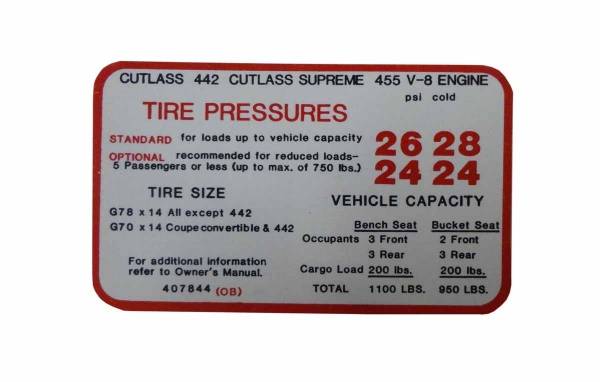 CUTLASS 442 CUTLASS SUPREME 455 V-8 ENGINE
psi cold
TIRE PRESSURES
STANDARD for loads up to vehicle capacity 26 28
OPTIONAL recommended for reduced loads-
5 Passengers or less (up to max. of 750 lbs.) 24 24
TIRE SIZE
G78 x 14 All except 442
G70 x 14 Coupe convertible & 442
For additional information
refer to Owner's Manual.
407844 (OB)
VEHICLE CAPACITY
Bench Seat Bucket Seat
Occupants 3 Front 2 Front
3 Rear 3 Rear
Cargo Load 200 lbs. 200 lbs.
TOTAL 1100 LBS. 950 LBS.